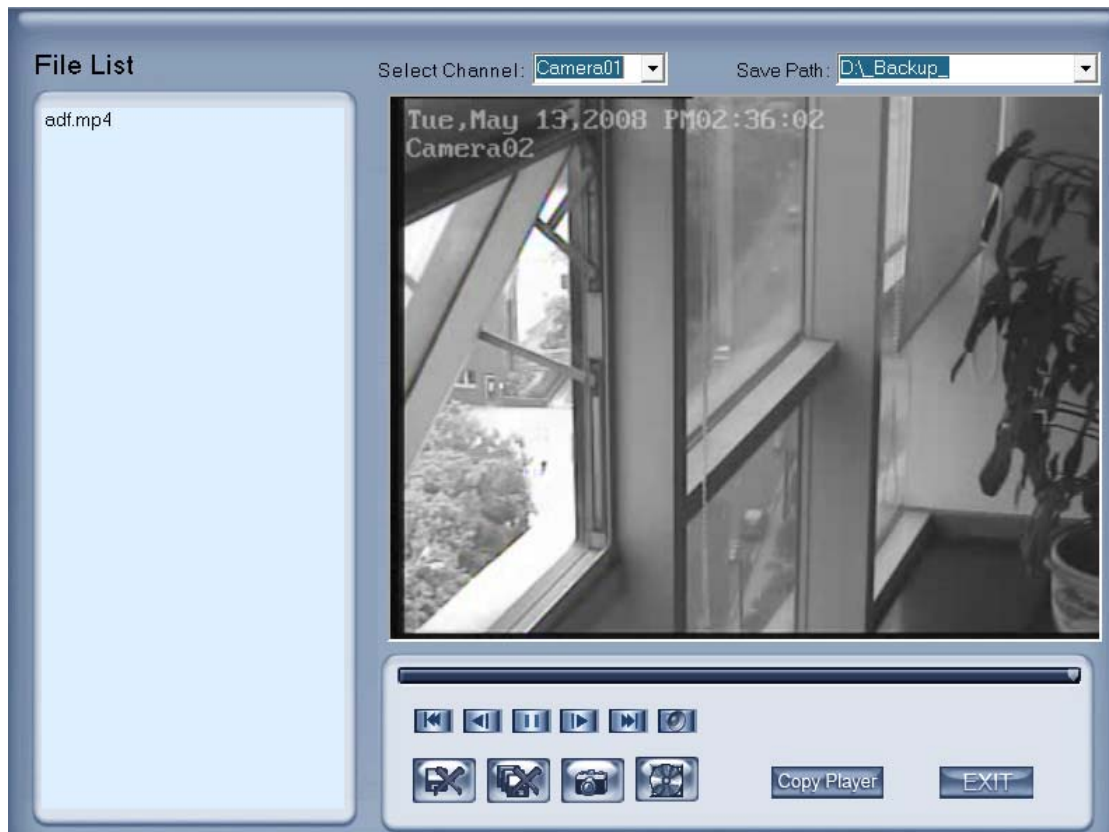 File List
Select Channel: Camera01
Save Path: D:\_Backup_
adf.mp4
Tue,May 13,2008 PM02:36:02
Camera02
Copy Player
EXIT